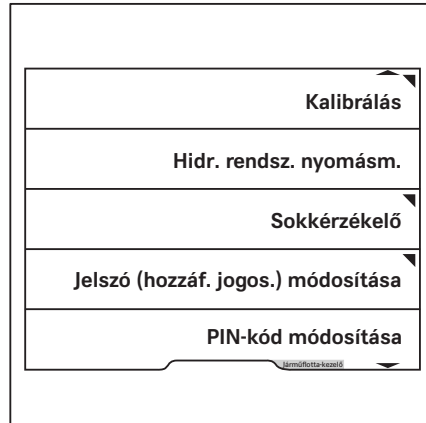 Kalibrálás
Hidr. rendsz. nyomásm.
Sokkérzékelő
Jelszó (hozzáf. jogos.) módosítása
PIN-kód módosítása
Járműflotta-kezelő